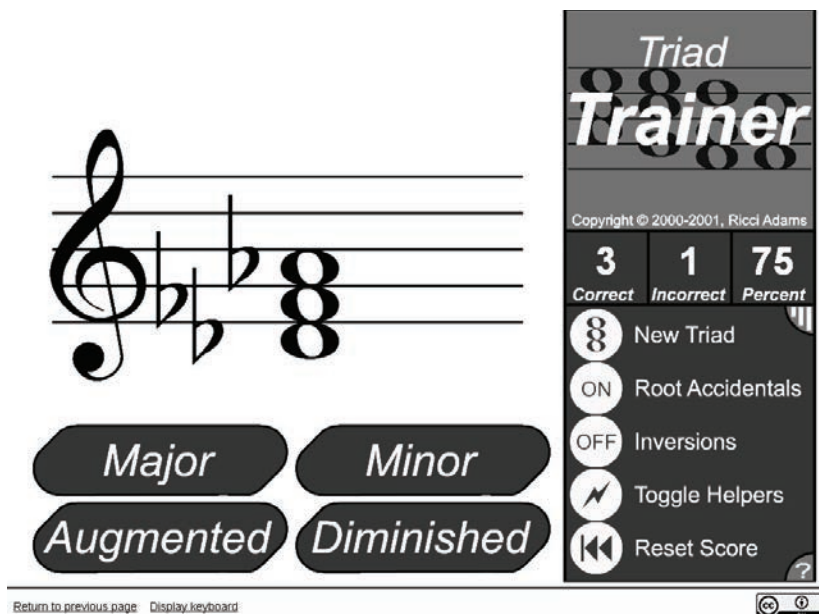 Triad
Trainer
Copyright © 2000-2001, Ricci Adams
3 1 75
Correct Incorrect Percent
New Triad
ON Root Accidentals
OFF Inversions
Toggle Helpers
Reset Score
?
Major Minor
Augmented Diminished
Return to previous page Display keyboard
cc